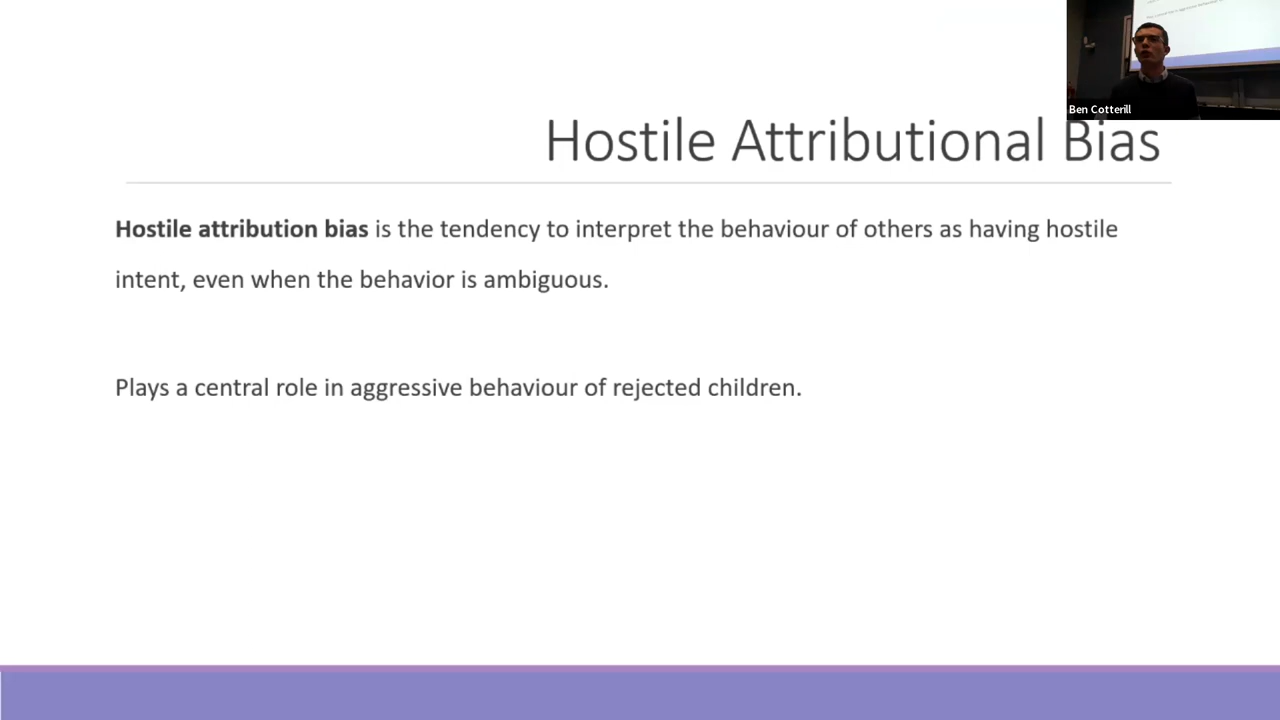 Ben Cotterill
Hostile Attributional Bias
Hostile attribution bias is the tendency to interpret the behaviour of others as having hostile
intent, even when the behavior is ambiguous.
Plays a central role in aggressive behaviour of rejected children.